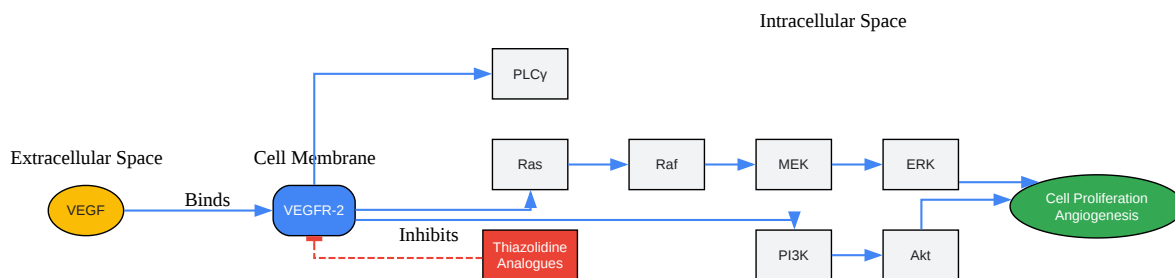 Intracellular Space
PLCγ
Extracellular Space
Cell Membrane
Ras
Raf
MEK
ERK
VEGF
Binds
VEGFR-2
Cell Proliferation
Angiogenesis
Inhibits
Thiazolidine
Analogues
PI3K
Akt